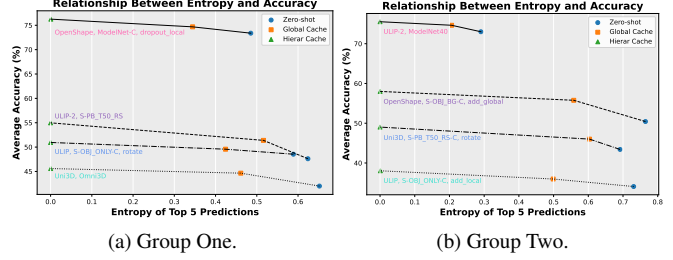 Relationship Between Entropy and Accuracy
Average Accuracy (%)
75
70
65
60
55
50
45
OpenShape, ModelNet-C, dropout_local
ULIP-2, S-PB_T50_RS
ULIP, S-OBJ_ONLY-C, rotate
Uni3D, Omni3D
Zero-shot
Global Cache
Hierar Cache
0.0 0.1 0.2 0.3 0.4 0.5 0.6
Entropy of Top 5 Predictions
(a) Group One.
Relationship Between Entropy and Accuracy
Average Accuracy (%)
70
60
50
40
ULIP-2, ModelNet40
OpenShape, S-OBJ_BG-C, add_global
Uni3D, S-PB_T50_RS-C, rotate
ULIP, S-OBJ_ONLY-C, add_local
Zero-shot
Global Cache
Hierar Cache
0.0 0.1 0.2 0.3 0.4 0.5 0.6 0.7 0.8
Entropy of Top 5 Predictions
(b) Group Two.